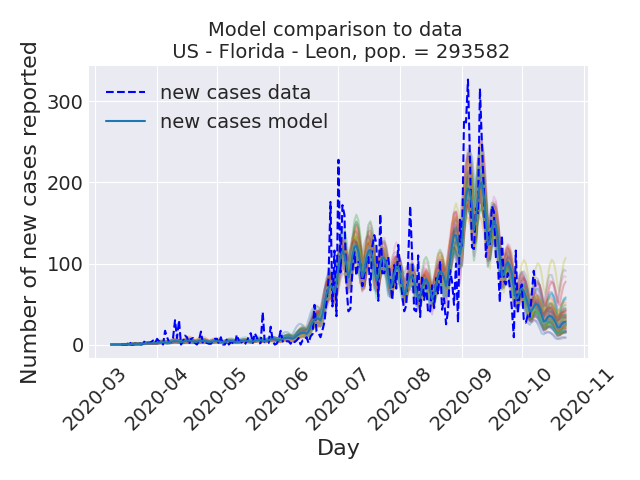 Model comparison to data
US - Florida - Leon, pop. = 293582
Number of new cases reported
300
200
100
0
new cases data
new cases model
2020-03
2020-04
2020-05
2020-06
2020-07
2020-08
2020-09
2020-10
2020-11
Day